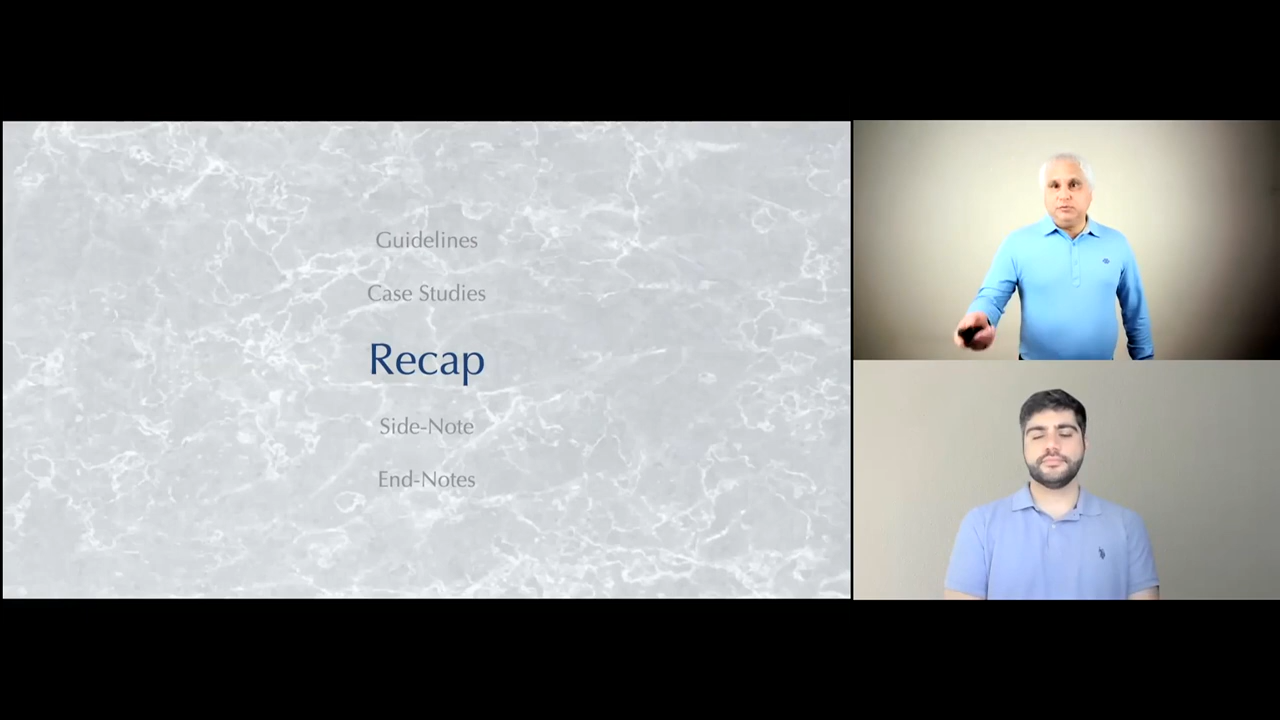 Guidelines
Case Studies
Recap
Side-Note
End-Notes